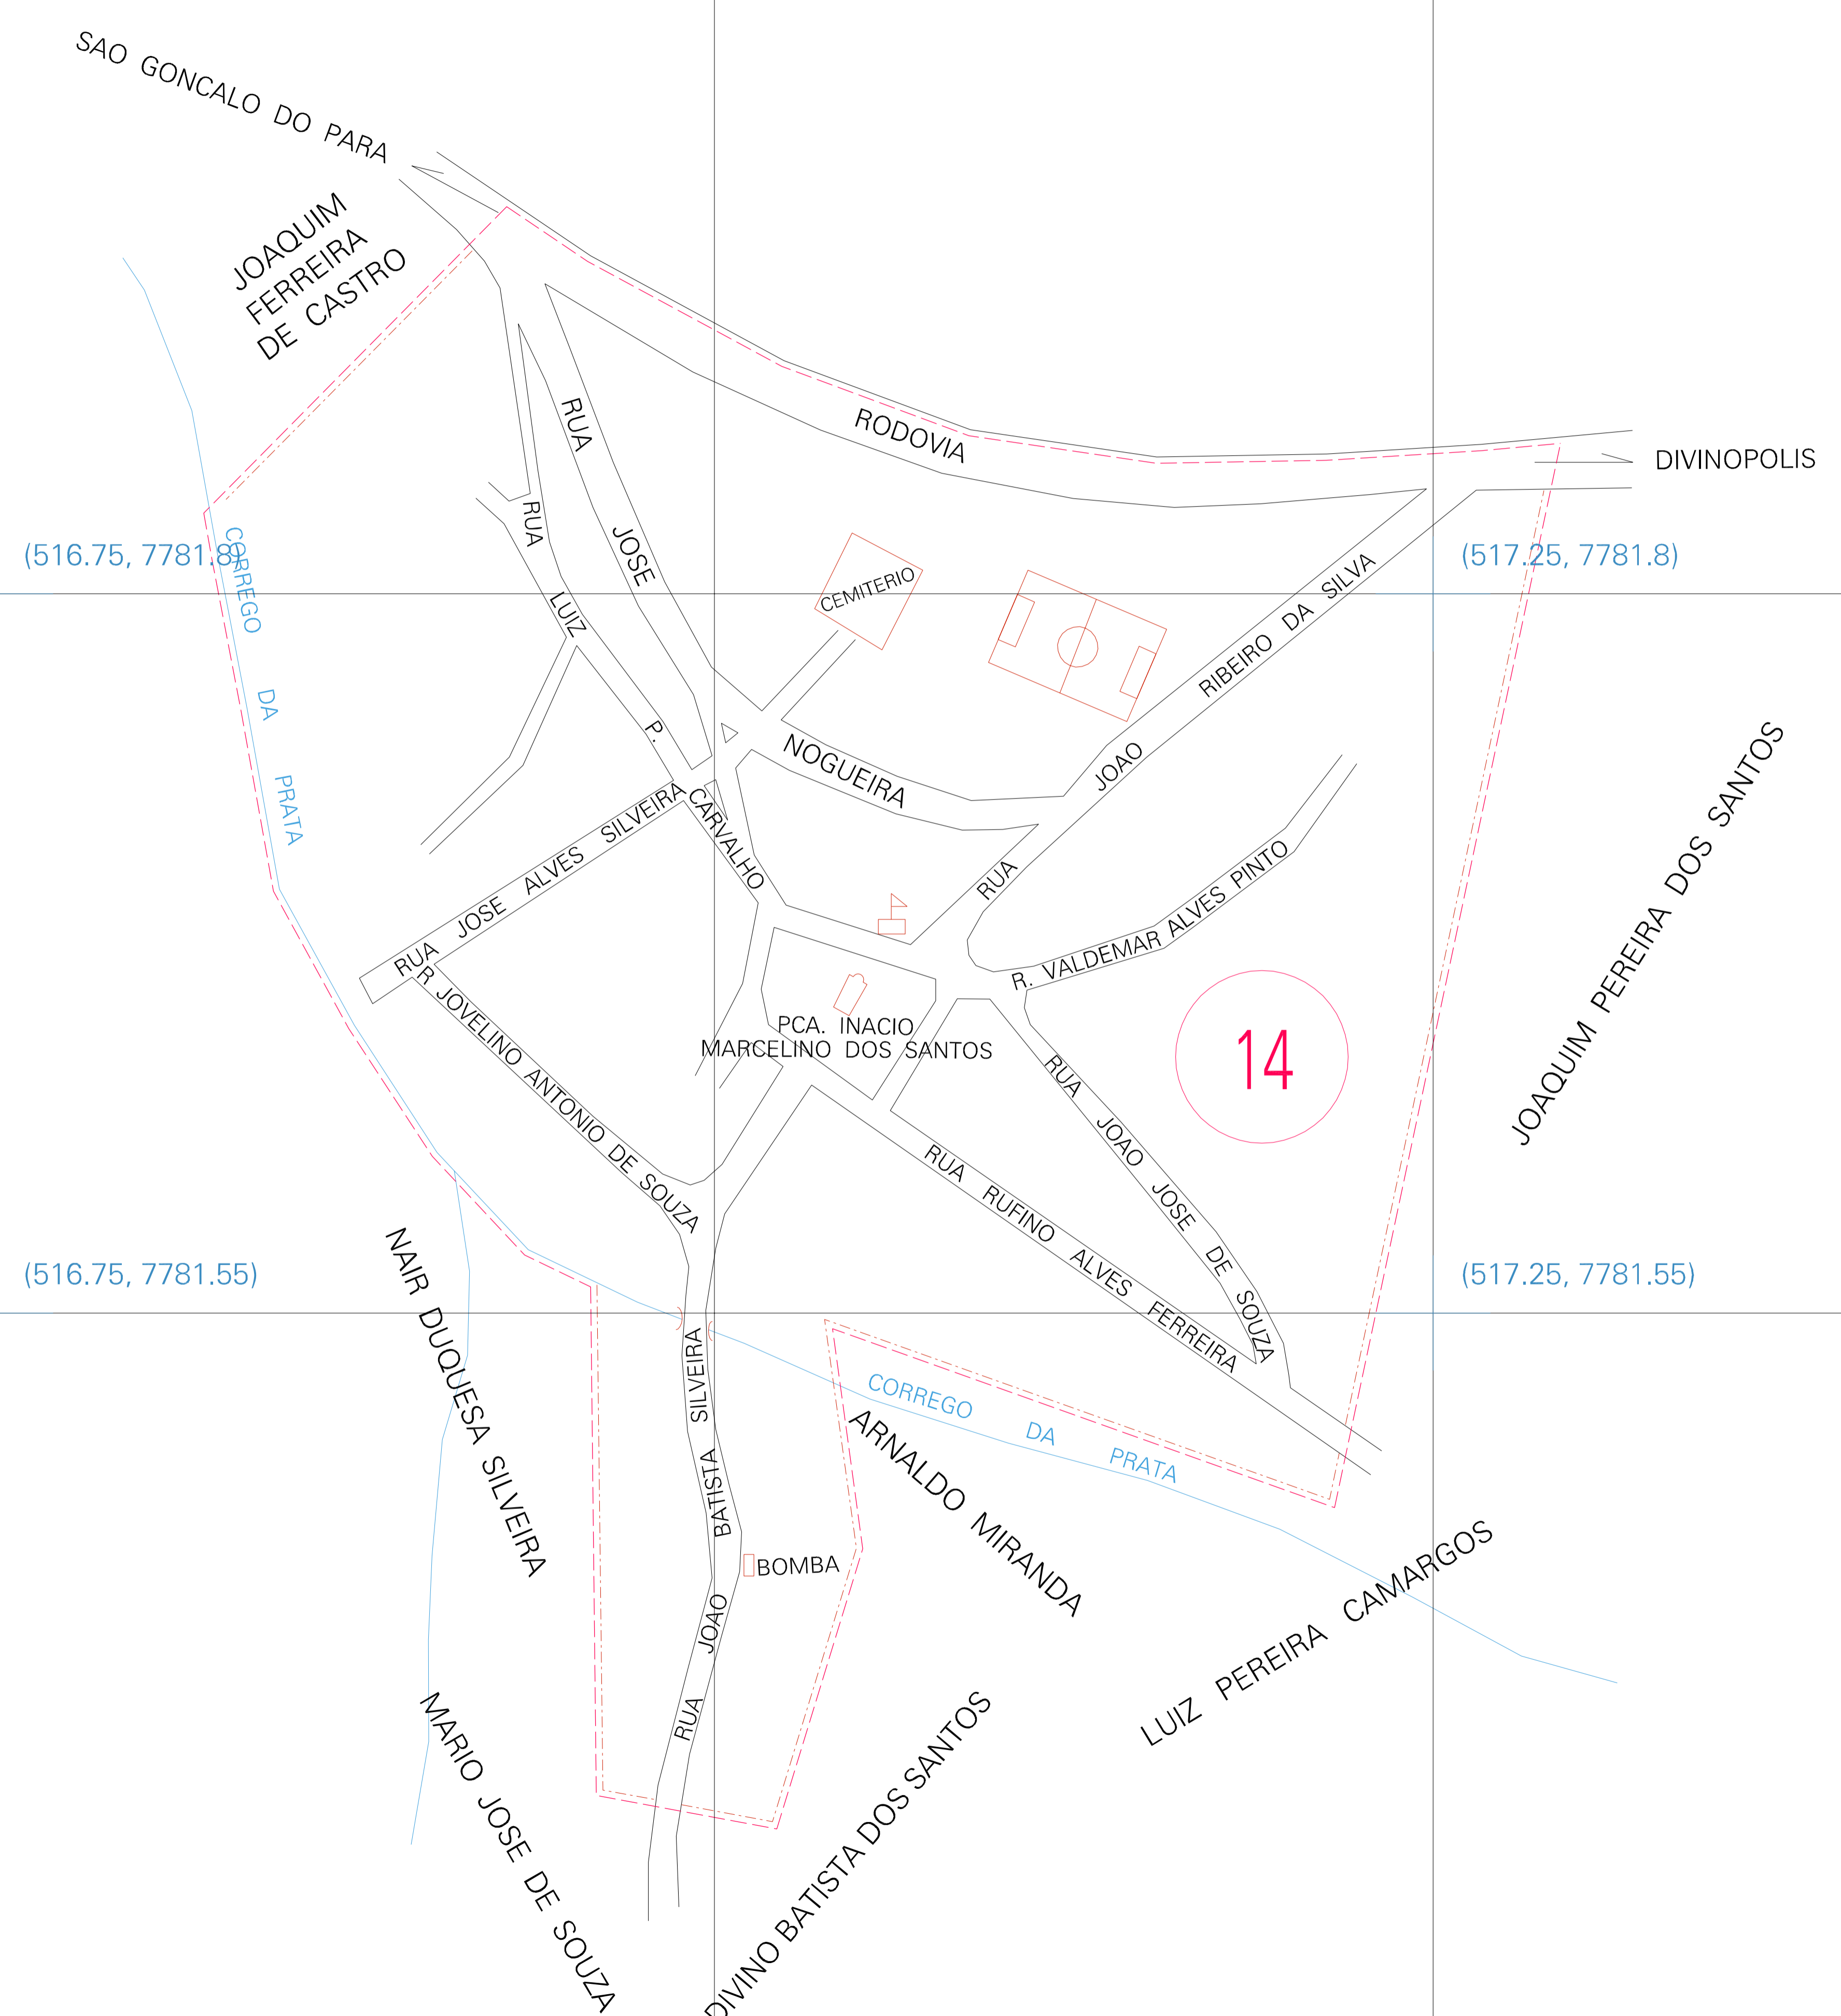 SAO GONCALO DO PARA
JOAQUIM
FERREIRA
DE CASTRO
RODOVIA
DIVINOPOLIS
RUA JOSE NOGUEIRA
RUA LUIZ P. CARVALHO
(516.75, 7781.8)
(517.25, 7781.8)
CORREGO DA PRATA
CEMITERIO
RUA JOAO RIBEIRO DA SILVA
RUA JOSE ALVES SILVEIRA
R. VALDEMAR ALVES PINTO
JOAQUIM PEREIRA DOS SANTOS
R JOVELINO ANTONIO DE SOUZA
PCA. INACIO
MARCELINO DOS SANTOS
14
RUA JOAO JOSE DE SOUZA
RUA RUFINO ALVES FERREIRA
(516.75, 7781.55)
(517.25, 7781.55)
NAIR DUQUESA SILVEIRA
RUA JOAO BATISTA SILVEIRA
CORREGO DA PRATA
ARNALDO MIRANDA
BOMBA
LUIZ PEREIRA CAMARGOS
MARIO JOSE DE SOUZA
DIVINO BATISTA DOS SANTOS